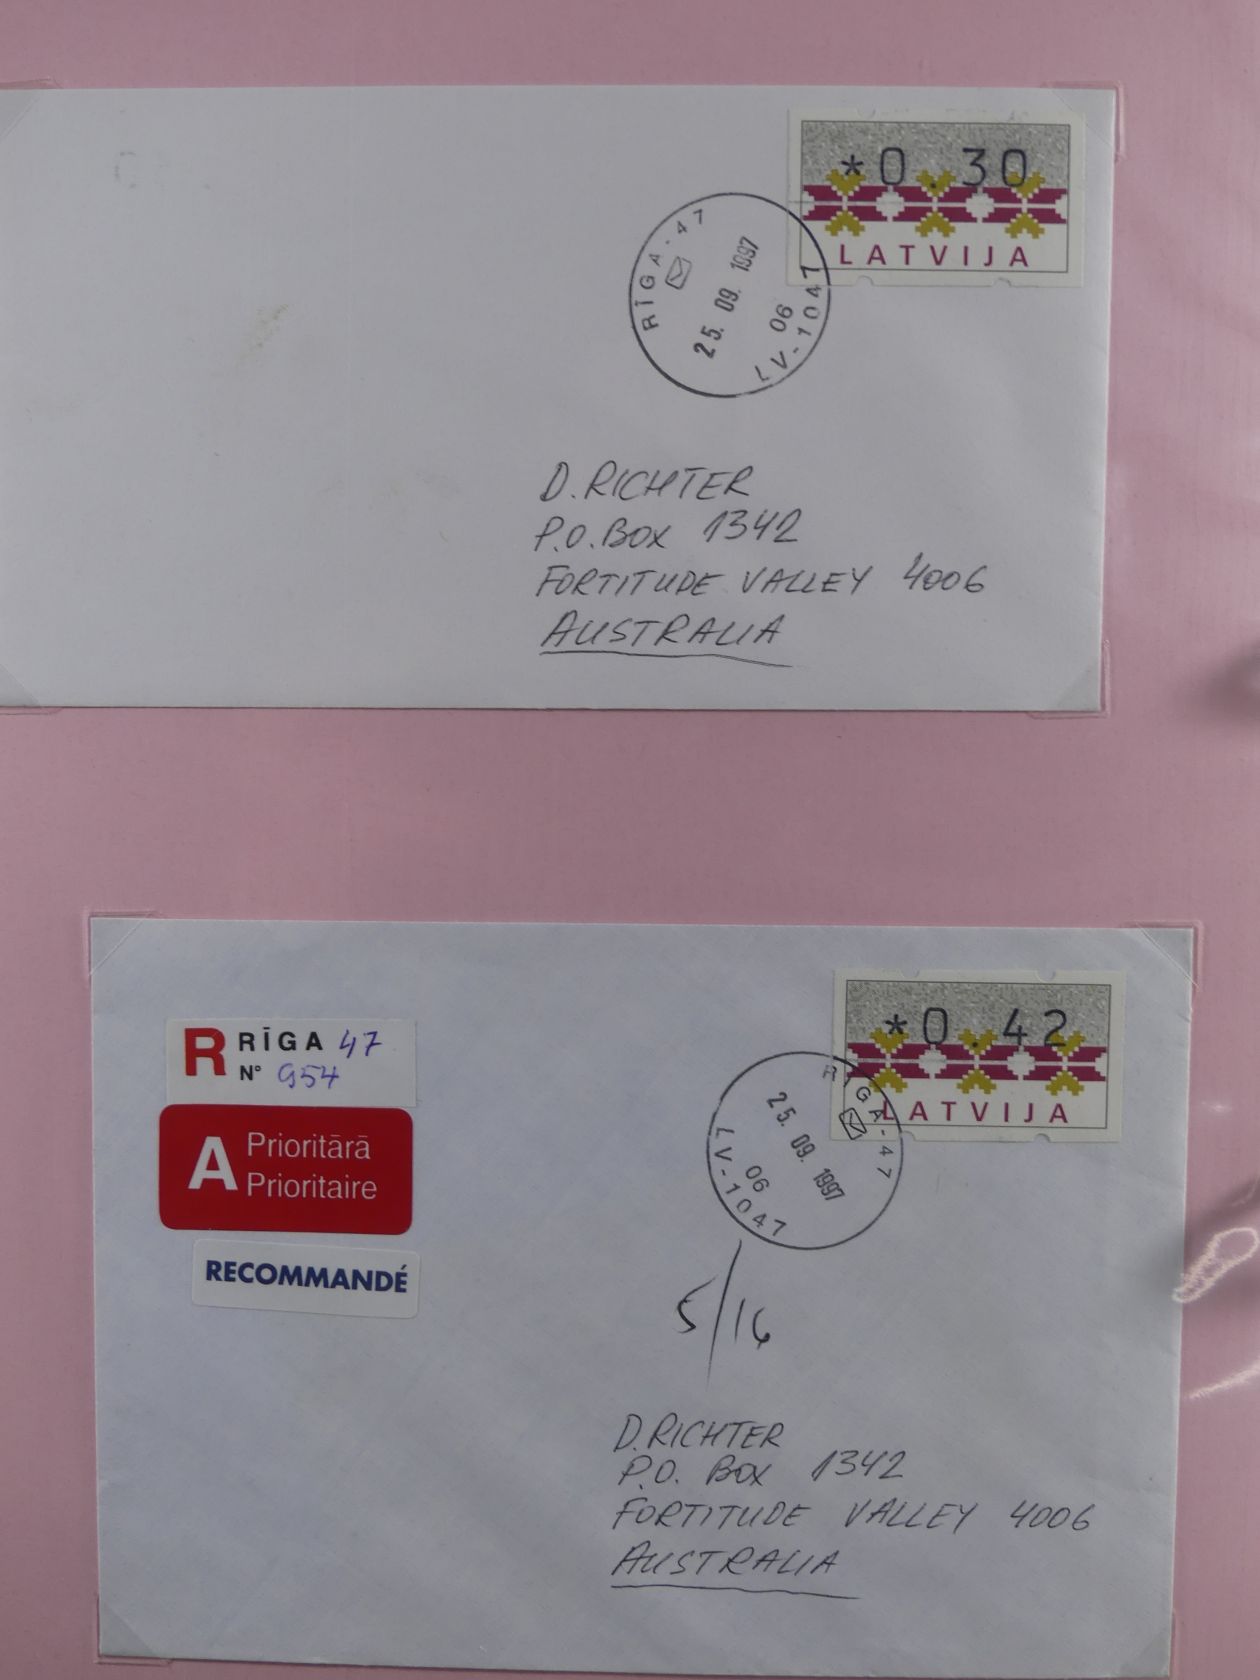 *0.30
LATVIJA
RĪGA-47
25.09.1997
06
LV-1047
D. RICHTER
P.O. BOX 1342
FORTITUDE VALLEY 4006
AUSTRALIA
*0.42
LATVIJA
RĪGA-47
25.09.1997
06
LV-1047
R RĪGA 47
N° 954
A Prioritārā
Prioritaire
RECOMMANDÉ
5/16
D. RICHTER
P.O. BOX 1342
FORTITUDE VALLEY 4006
AUSTRALIA